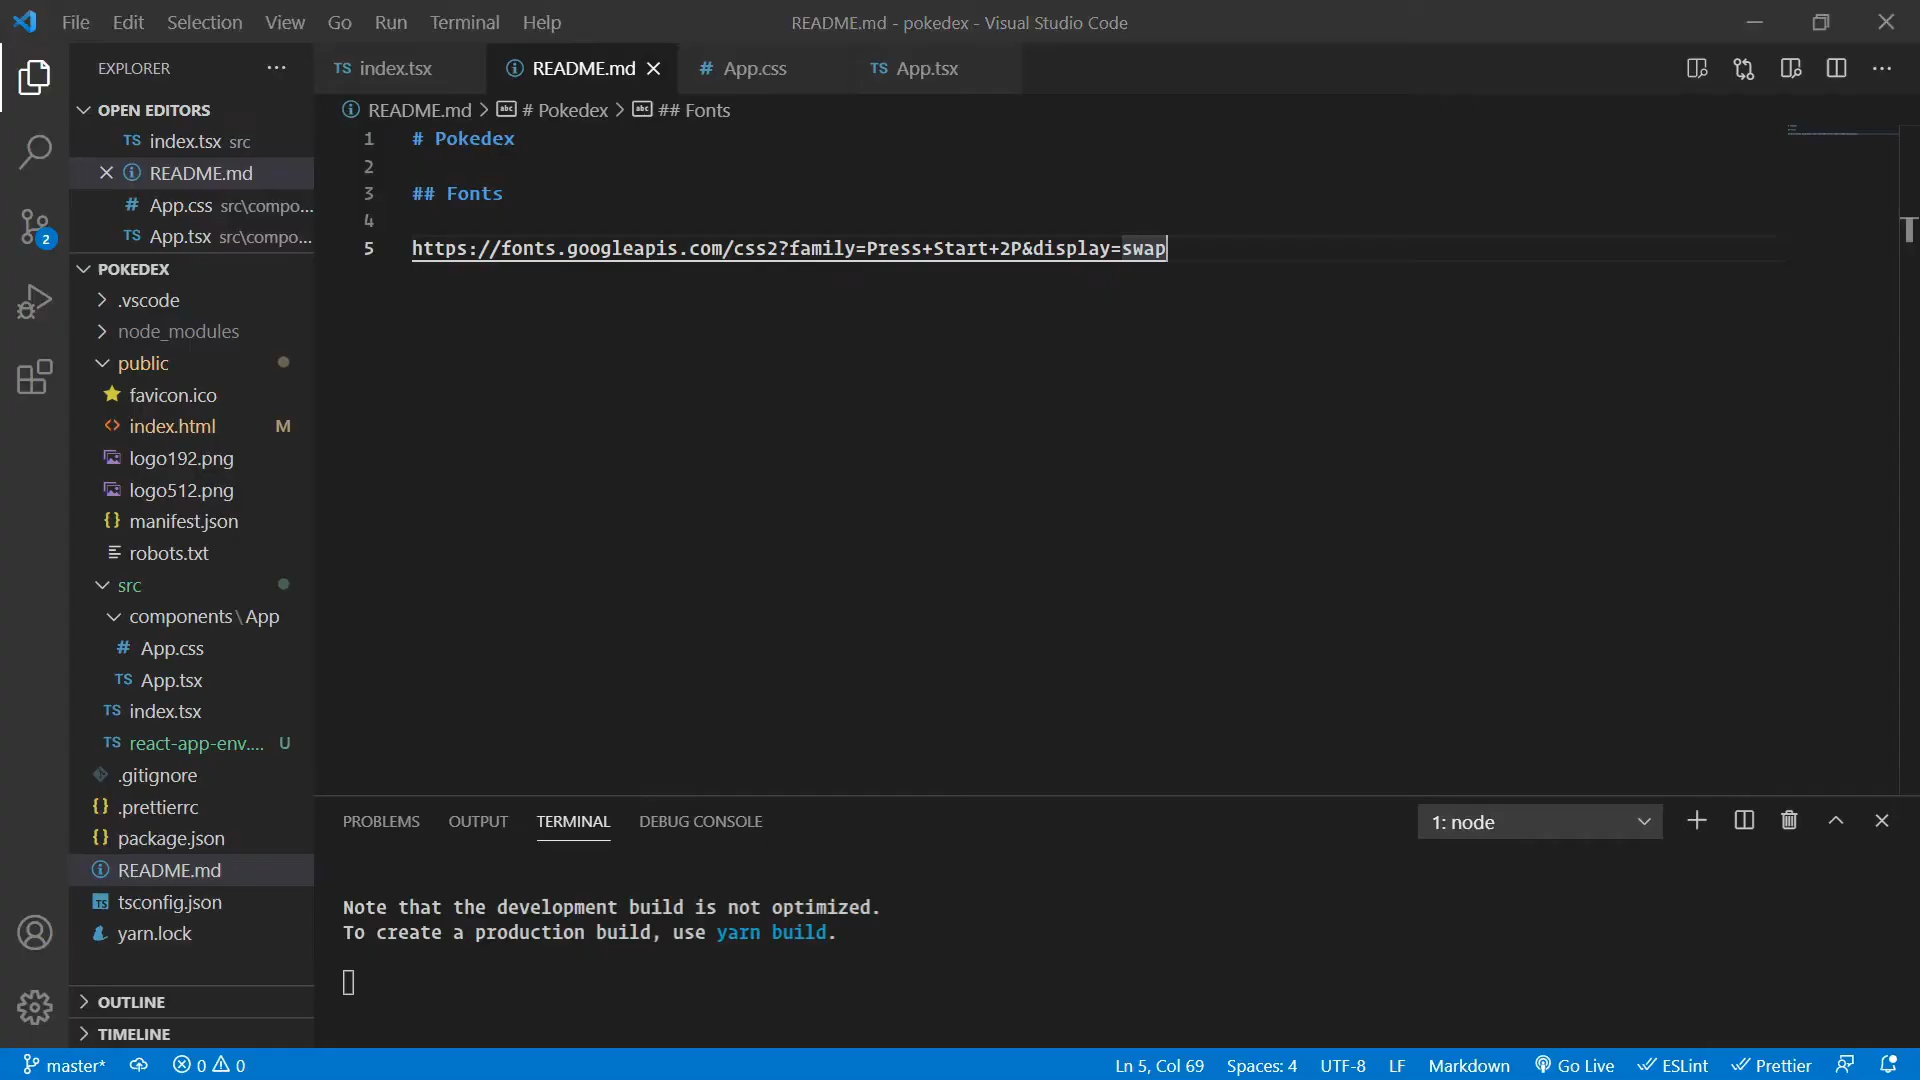 File Edit Selection View Go Run Terminal Help README.md - pokedex - Visual Studio Code
EXPLORER
TS index.tsx README.md # App.css TS App.tsx
OPEN EDITORS
README.md > # Pokedex > ## Fonts
TS index.tsx src
README.md
# App.css src\compo...
TS App.tsx src\compo...
1 # Pokedex
2
3 ## Fonts
4
5 https://fonts.googleapis.com/css2?family=Press+Start+2P&display=swap
2
POKEDEX
.vscode
node_modules
public
favicon.ico
<> index.html M
logo192.png
logo512.png
{} manifest.json
robots.txt
src
components\App
# App.css
TS App.tsx
TS index.tsx
TS react-app-env.... U
.gitignore
{} .prettierrc
{} package.json
README.md
TS tsconfig.json
yarn.lock
OUTLINE
TIMELINE
PROBLEMS OUTPUT TERMINAL DEBUG CONSOLE 1: node
Note that the development build is not optimized.
To create a production build, use yarn build.
master* 0 0 Ln 5, Col 69 Spaces: 4 UTF-8 LF Markdown Go Live ESLint Prettier